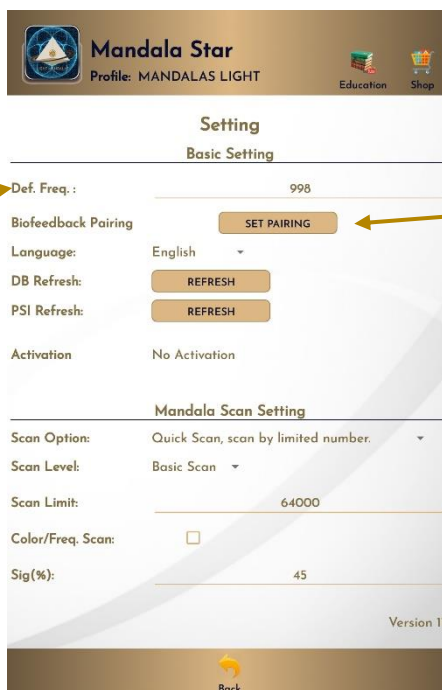 Mandala Star
Profile: MANDALAS LIGHT
Education
Shop
Setting
Basic Setting
Def. Freq. : 998
Biofeedback Pairing SET PAIRING
Language: English
DB Refresh: REFRESH
PSI Refresh: REFRESH
Activation No Activation
Mandala Scan Setting
Scan Option: Quick Scan, scan by limited number.
Scan Level: Basic Scan
Scan Limit: 64000
Color/Freq. Scan:
Sig(%): 45
Version 1
Back